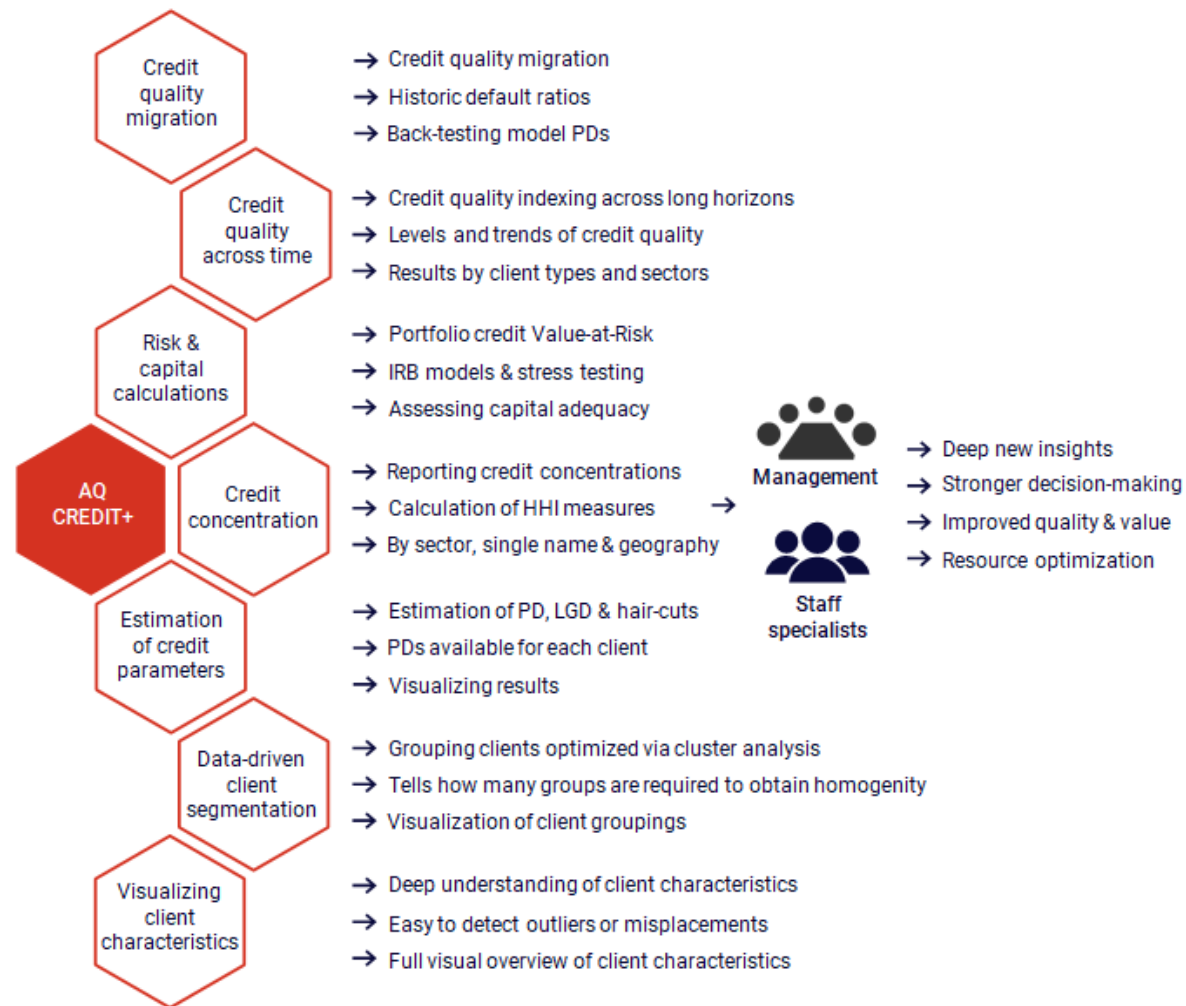 Credit
quality
migration
→ Credit quality migration
→ Historic default ratios
→ Back-testing model PDs
Credit
quality
across time
→ Credit quality indexing across long horizons
→ Levels and trends of credit quality
→ Results by client types and sectors
Risk &
capital
calculations
→ Portfolio credit Value-at-Risk
→ IRB models & stress testing
→ Assessing capital adequacy
AQ
CREDIT+
Credit
concentration
→ Reporting credit concentrations
→ Calculation of HHI measures
→ By sector, single name & geography
→
Management
Staff
specialists
→ Deep new insights
→ Stronger decision-making
→ Improved quality & value
→ Resource optimization
Estimation
of credit
parameters
→ Estimation of PD, LGD & hair-cuts
→ PDs available for each client
→ Visualizing results
Data-driven
client
segmentation
→ Grouping clients optimized via cluster analysis
→ Tells how many groups are required to obtain homogenity
→ Visualization of client groupings
Visualizing
client
characteristics
→ Deep understanding of client characteristics
→ Easy to detect outliers or misplacements
→ Full visual overview of client characteristics